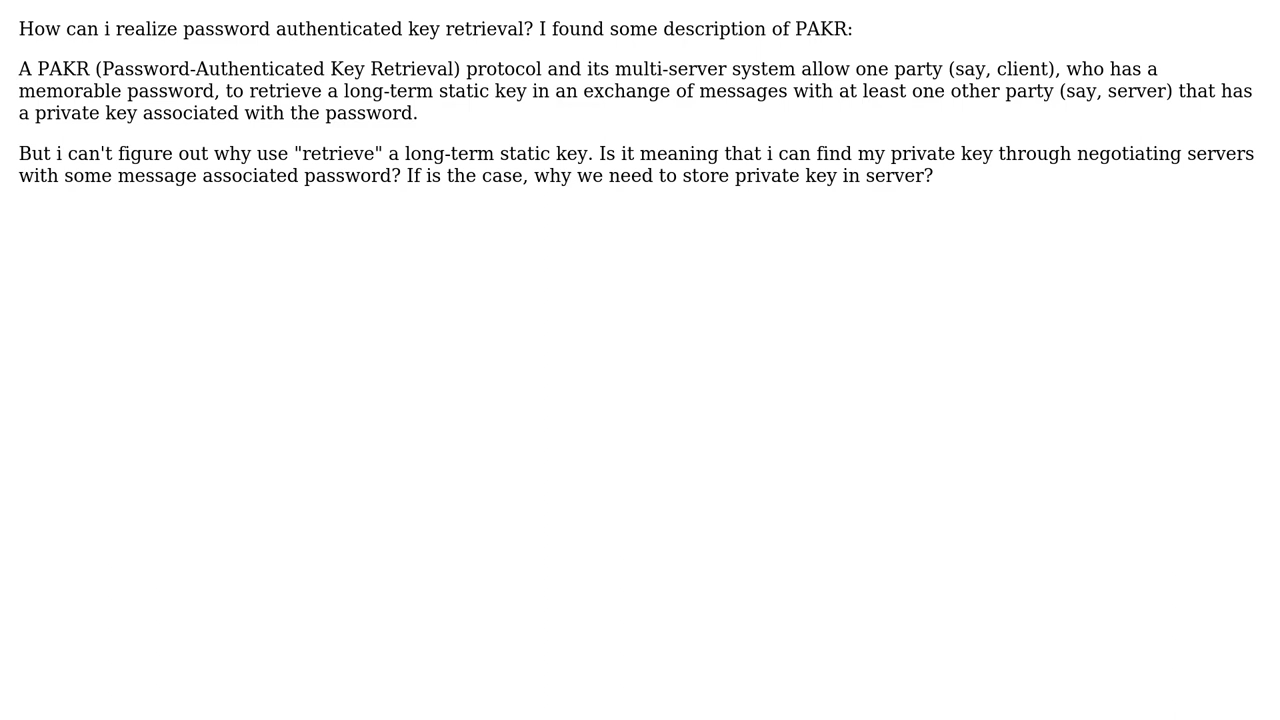 How can i realize password authenticated key retrieval? I found some description of PAKR:
A PAKR (Password-Authenticated Key Retrieval) protocol and its multi-server system allow one party (say, client), who has a
memorable password, to retrieve a long-term static key in an exchange of messages with at least one other party (say, server) that has
a private key associated with the password.
But i can't figure out why use "retrieve" a long-term static key. Is it meaning that i can find my private key through negotiating servers
with some message associated password? If is the case, why we need to store private key in server?